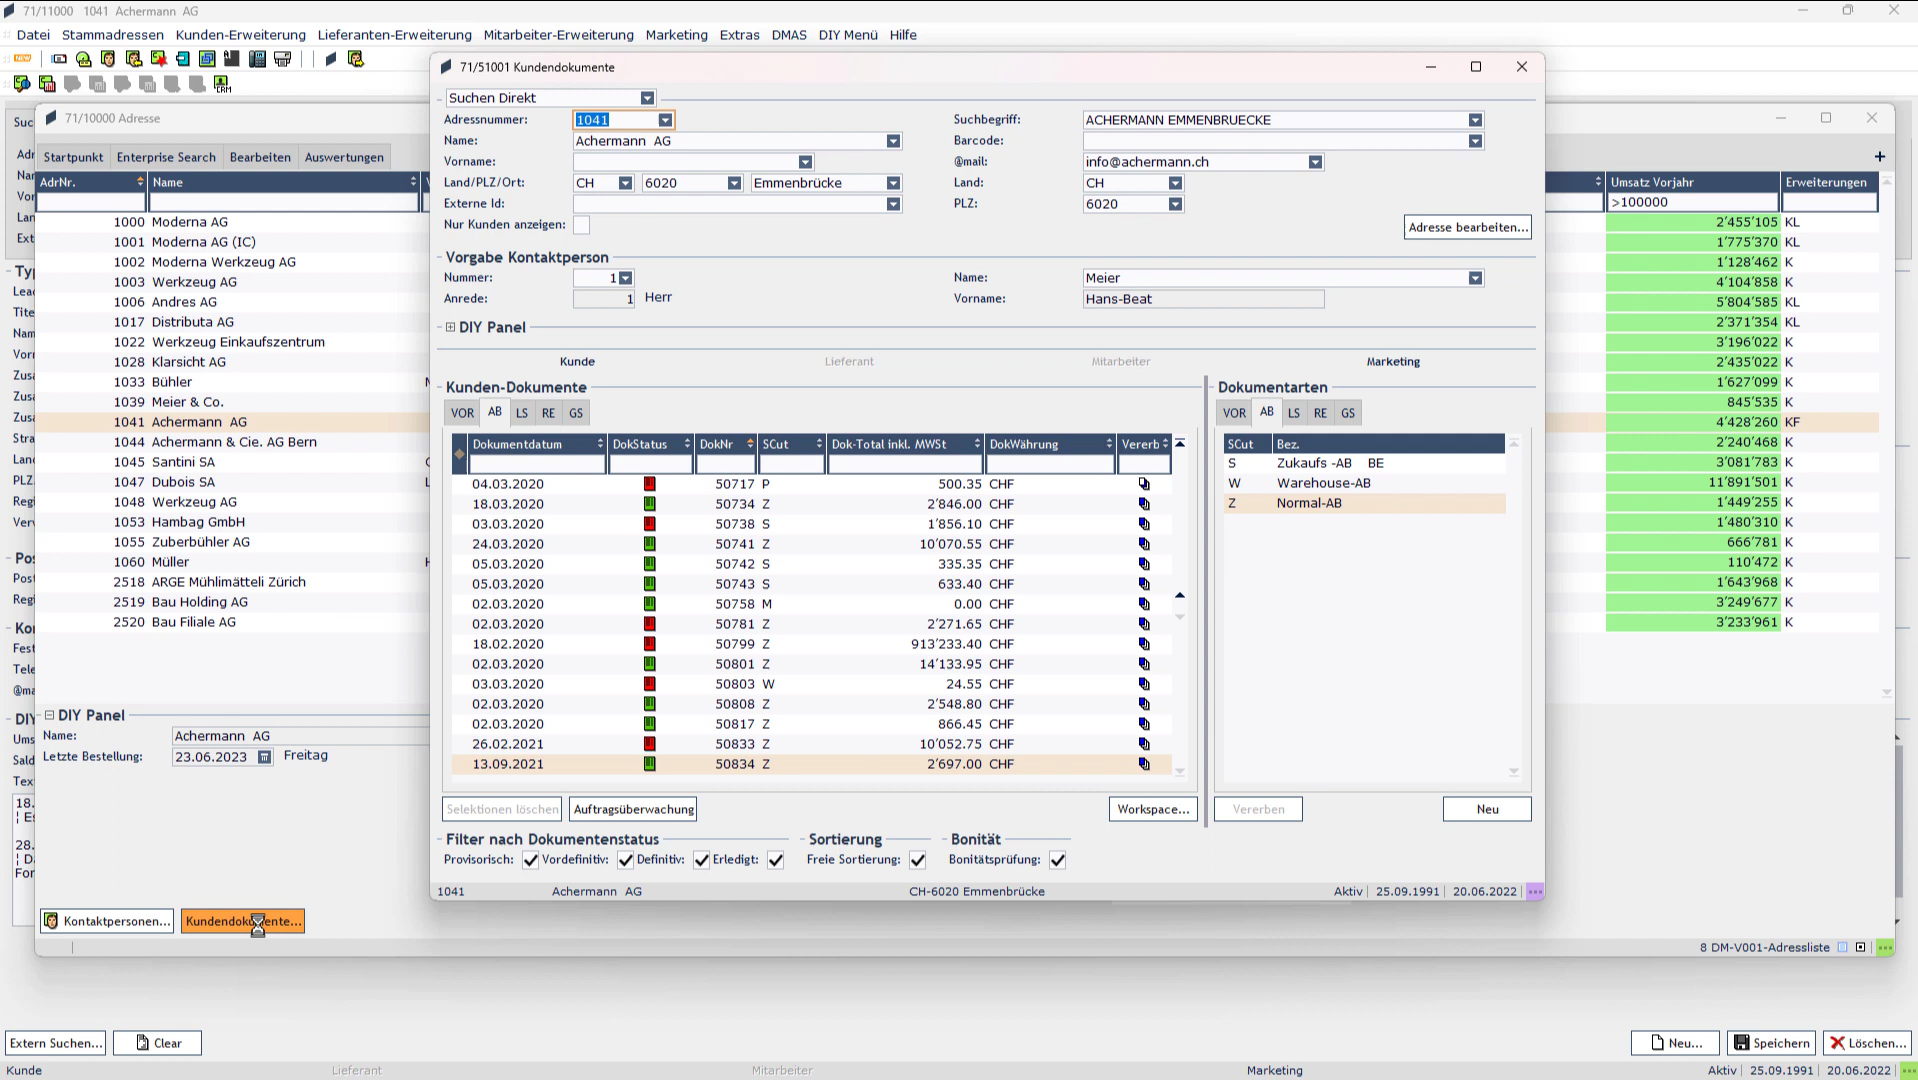 71/11000   1041  Achermann  AG
Datei  Stammadressen  Kunden-Erweiterung  Lieferanten-Erweiterung  Mitarbeiter-Erweiterung  Marketing  Extras  DMAS  DIY Menü  Hilfe
71/51001 Kundendokumente
Suchen Direkt
Adressnummer: 1041
Suchbegriff: ACHERMANN EMMENBRUECKE
Name: Achermann  AG
Barcode:
Vorname:
@mail: info@achermann.ch
Land/PLZ/Ort: CH 6020 Emmenbrücke
Land: CH
Externe Id:
PLZ: 6020
Nur Kunden anzeigen:
Adresse bearbeiten...
Vorgabe Kontaktperson
Nummer: 1
Name: Meier
Anrede: 1 Herr
Vorname: Hans-Beat
DIY Panel
Kunde  Lieferant  Mitarbeiter  Marketing
Kunden-Dokumente
VOR AB LS RE GS
Dokumentdatum DokStatus DokNr SCut Dok-Total inkl. MWSt DokWährung Vererb
04.03.2020 50717 P 500.35 CHF
18.03.2020 50734 Z 2'846.00 CHF
03.03.2020 50738 S 1'856.10 CHF
24.03.2020 50741 Z 10'070.55 CHF
05.03.2020 50742 S 335.35 CHF
05.03.2020 50743 S 633.40 CHF
02.03.2020 50758 M 0.00 CHF
02.03.2020 50781 Z 2'271.65 CHF
18.02.2020 50799 Z 913'233.40 CHF
02.03.2020 50801 Z 14'133.95 CHF
03.03.2020 50803 W 24.55 CHF
02.03.2020 50808 Z 2'548.80 CHF
02.03.2020 50817 Z 866.45 CHF
26.02.2021 50833 Z 10'052.75 CHF
13.09.2021 50834 Z 2'697.00 CHF
Selektionen löschen  Auftragsüberwachung  Workspace...
Dokumentarten
VOR AB LS RE GS
SCut Bez.
S Zukaufs -AB    BE
W Warehouse-AB
Z Normal-AB
Vererben  Neu
Filter nach Dokumentenstatus  Sortierung  Bonität
Provisorisch: Vordefinitiv: Definitiv: Erledigt: Freie Sortierung: Bonitätsprüfung:
1041  Achermann  AG  CH-6020 Emmenbrücke  Aktiv  25.09.1991  20.06.2022
71/10000 Adresse
Startpunkt  Enterprise Search  Bearbeiten  Auswertungen
AdrNr. Name Umsatz Vorjahr Erweiterungen
>100000
1000 Moderna AG 2'455'105 KL
1001 Moderna AG (IC) 1'775'370 KL
1002 Moderna Werkzeug AG 1'128'462 K
1003 Werkzeug AG 4'104'858 K
1006 Andres AG 5'804'585 KL
1017 Distributa AG 2'371'354 KL
1022 Werkzeug Einkaufszentrum 3'196'022 K
1028 Klarsicht AG 2'435'022 K
1033 Bühler 1'627'099 K
1039 Meier & Co. 845'535 K
1041 Achermann  AG 4'428'260 KF
1044 Achermann & Cie. AG Bern 2'240'468 K
1045 Santini SA 3'081'783 K
1047 Dubois SA 11'891'501 K
1048 Werkzeug AG 1'449'255 K
1053 Hambag GmbH 1'480'310 K
1055 Zuberbühler AG 666'781 K
1060 Müller 110'472 K
2518 ARGE Mühlimätteli Zürich 1'643'968 K
2519 Bau Holding AG 3'249'677 K
2520 Bau Filiale AG 3'233'961 K
DIY Panel
Name: Achermann  AG
Letzte Bestellung: 23.06.2023 Freitag
Kontaktpersonen...
8 DM-V001-Adressliste
Extern Suchen...  Clear  Neu...  Speichern  Löschen...
Kunde  Lieferant  Mitarbeiter  Marketing  Aktiv  25.09.1991  20.06.2022